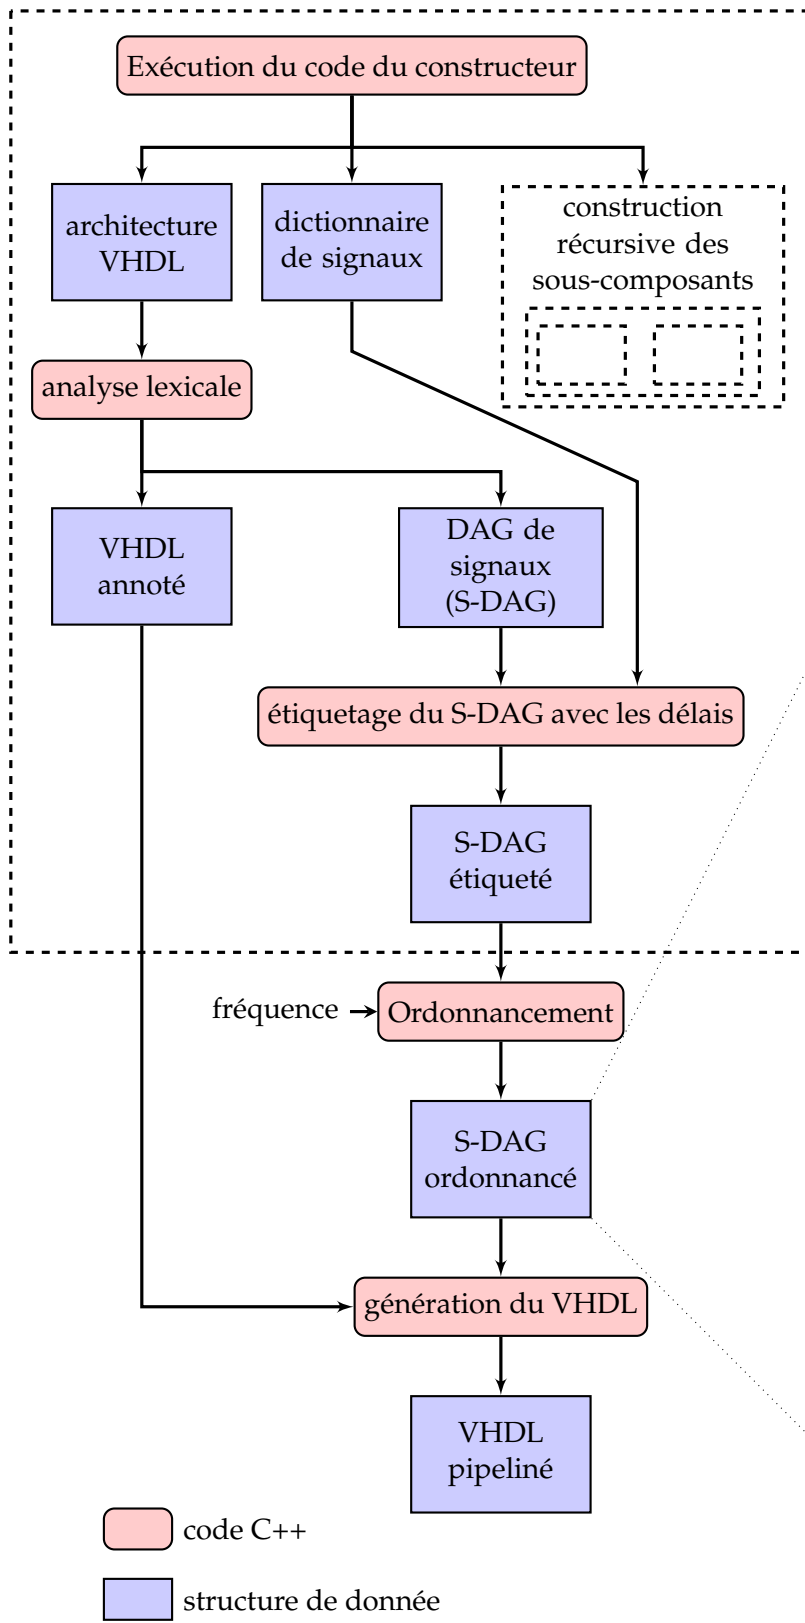 Exécution du code du constructeur
architecture
VHDL
dictionnaire
de signaux
construction
récursive des
sous-composants
analyse lexicale
VHDL
annoté
DAG de
signaux
(S-DAG)
étiquetage du S-DAG avec les délais
S-DAG
étiqueté
fréquence
Ordonnancement
S-DAG
ordonnancé
génération du VHDL
VHDL
pipeliné
code C++
structure de donnée